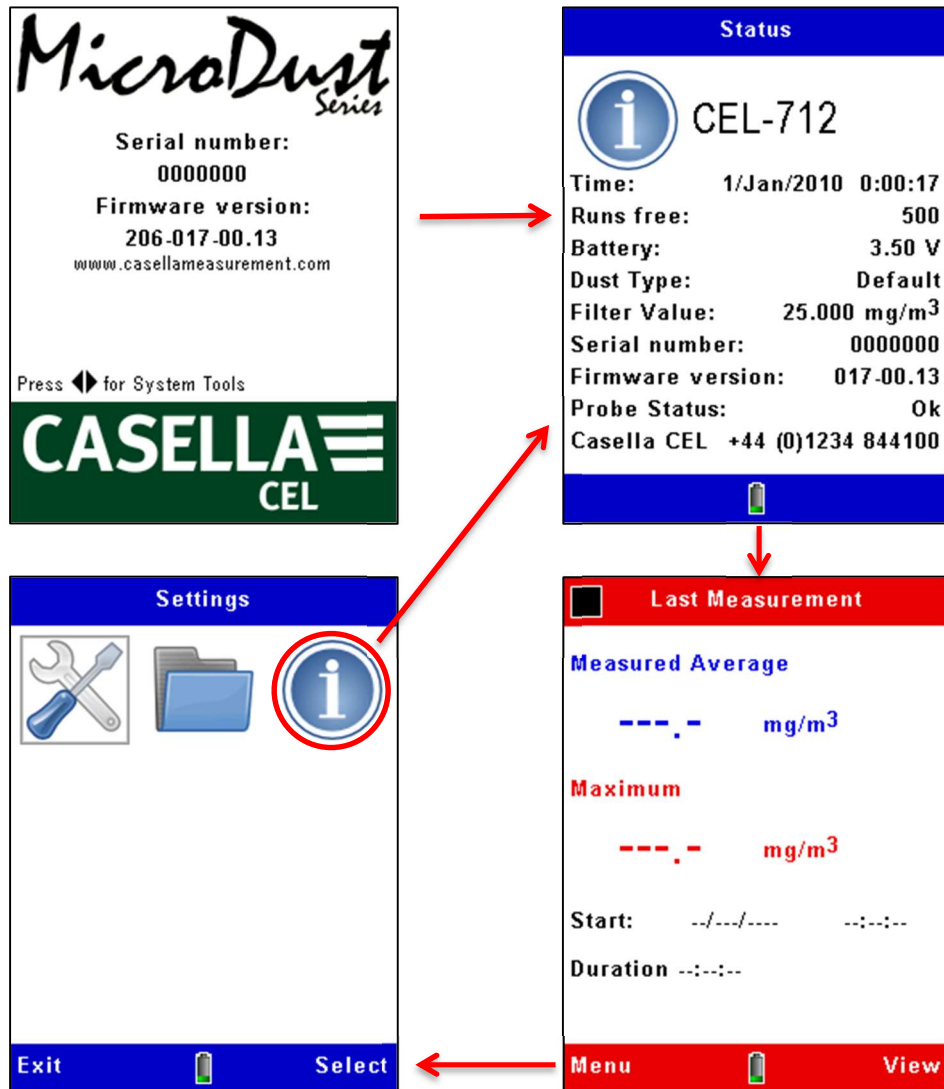 MicroDust
Series
Serial number:
0000000
Firmware version:
206-017-00.13
www.casellameasurement.com
Press for System Tools
CASELLA
CEL
Status
i CEL-712
Time: 1/Jan/2010 0:00:17
Runs free: 500
Battery: 3.50 V
Dust Type: Default
Filter Value: 25.000 mg/m³
Serial number: 0000000
Firmware version: 017-00.13
Probe Status: Ok
Casella CEL +44 (0)1234 844100
Settings
i
Exit Select
Last Measurement
Measured Average
---.- mg/m³
Maximum
---.- mg/m³
Start: --/---/---- --:--:--
Duration --:--:--
Menu View